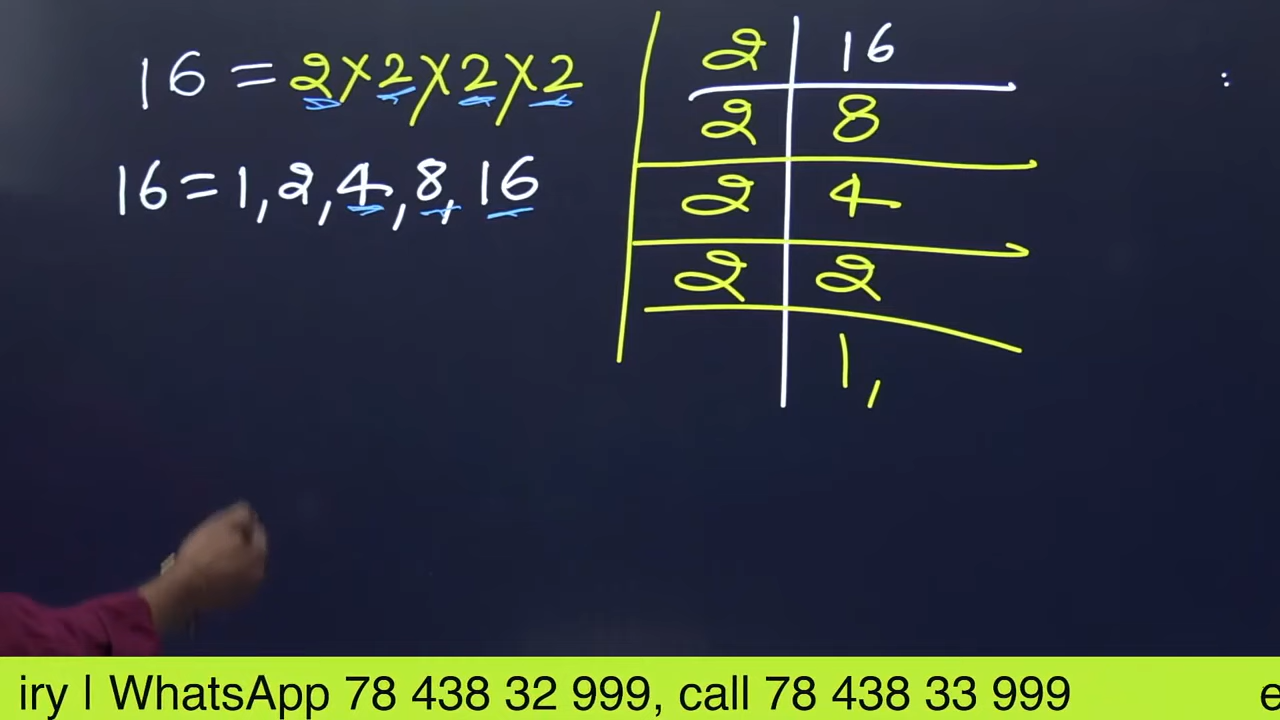 16 = 2×2×2×2
16 = 1, 2, 4, 8, 16
2 | 16
2 | 8
2 | 4
2 | 2
1,
:
iry | WhatsApp 78 438 32 999, call 78 438 33 999 e